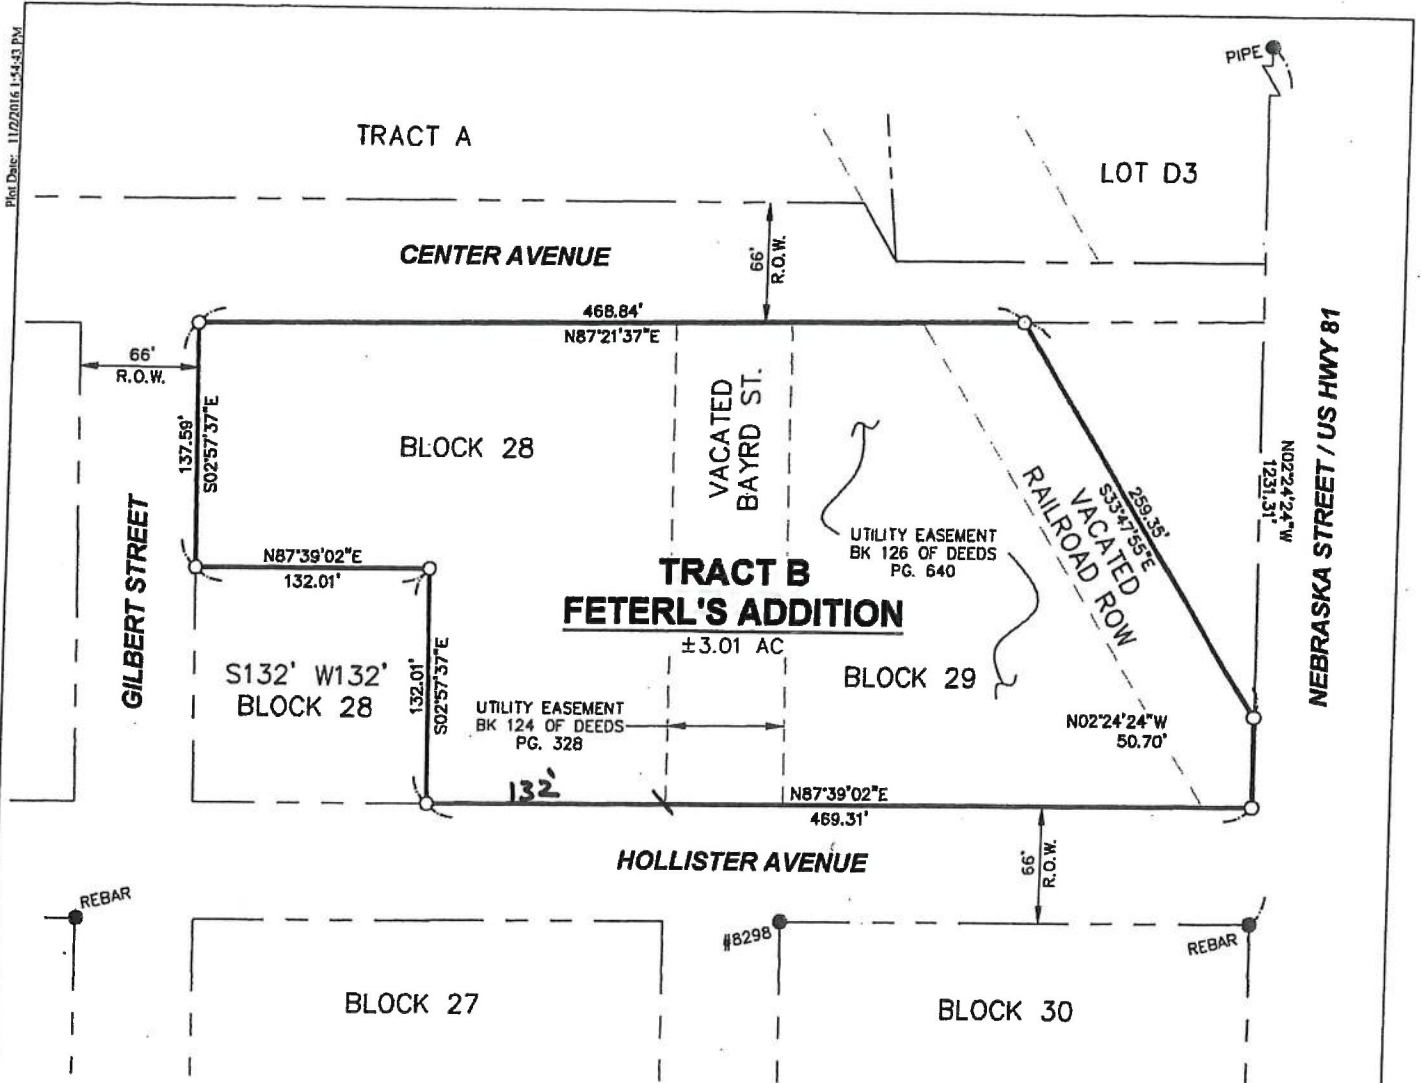 Plot Date: 11/2/2016 1:54:43 PM
PIPE
TRACT A
LOT D3
CENTER AVENUE
66'
R.O.W.
468.84'
N87°21'37"E
66'
R.O.W.
137.59'
S02°57'37"E
BLOCK 28
VACATED
BAYRD ST.
259.35'
S33°47'55"E
VACATED
RAILROAD ROW
N02°24'24"W
1231.31'
NEBRASKA STREET / US HWY 81
GILBERT STREET
N87°39'02"E
132.01'
UTILITY EASEMENT
BK 126 OF DEEDS
PG. 640
TRACT B
FETERL'S ADDITION
±3.01 AC
S132' W132'
BLOCK 28
132.01'
S02°57'37"E
BLOCK 29
UTILITY EASEMENT
BK 124 OF DEEDS
PG. 328
N02°24'24"W
50.70'
132'
N87°39'02"E
469.31'
HOLLISTER AVENUE
66'
R.O.W.
REBAR
#8298
REBAR
BLOCK 27
BLOCK 30